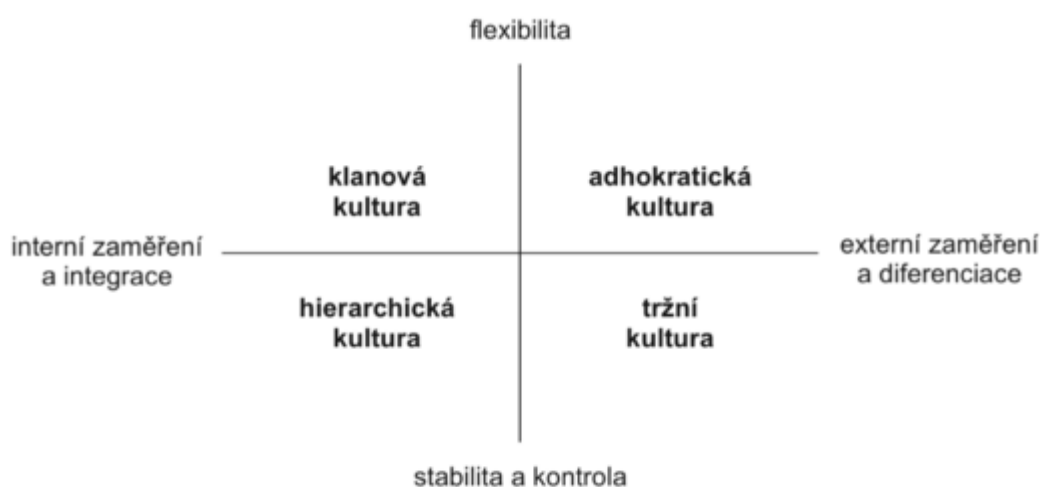 flexibilita
klanová
kultura
adhokratická
kultura
interní zaměření
a integrace
externí zaměření
a diferenciace
hierarchická
kultura
tržní
kultura
stabilita a kontrola